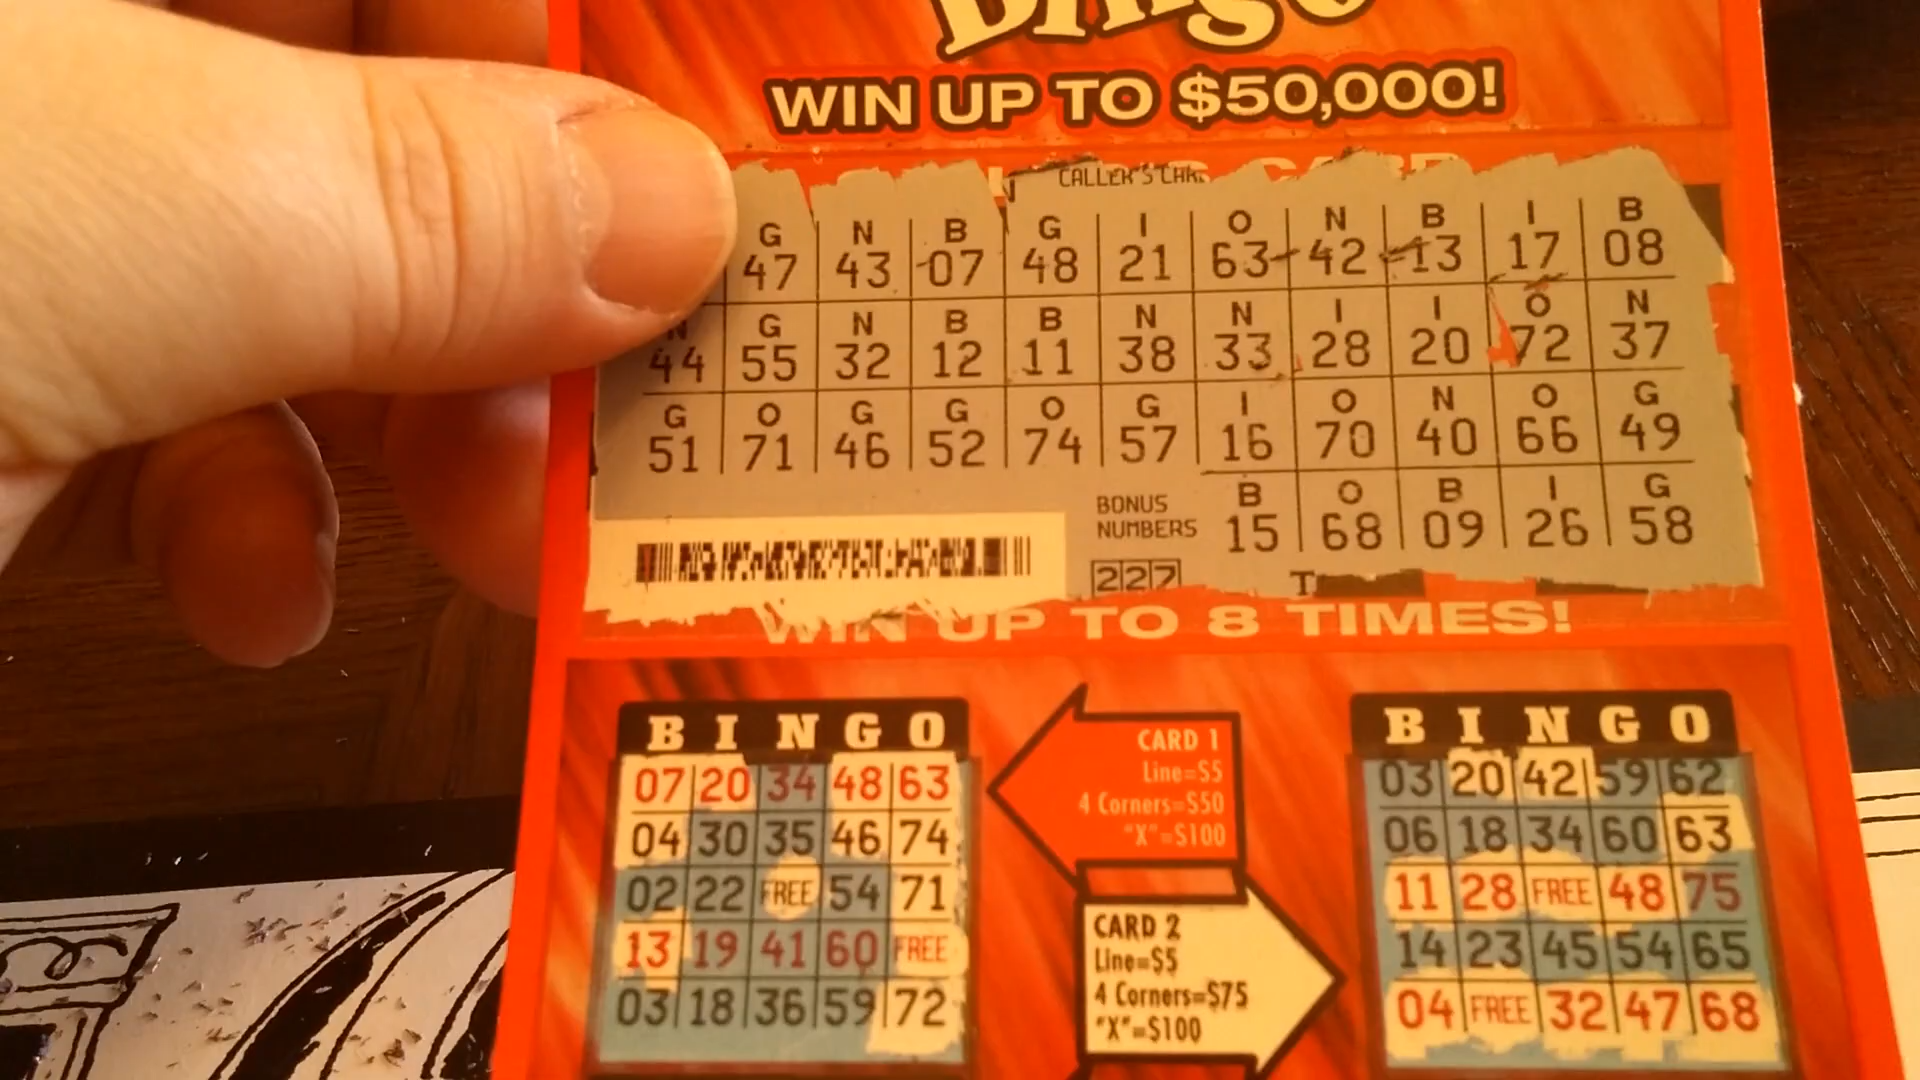 Bingo
WIN UP TO $50,000!
CALLER'S CARD
G N B G I O N B I B
47 43 07 48 21 63 42 13 17 08
N G N B B N N I I O N
44 55 32 12 11 38 33 28 20 72 37
G O G G O G I O N O G
51 71 46 52 74 57 16 70 40 66 49
BONUS NUMBERS
B O B I G
15 68 09 26 58
227
T
WIN UP TO 8 TIMES!
B I N G O
07 20 34 48 63
04 30 35 46 74
02 22 FREE 54 71
13 19 41 60 FREE
03 18 36 59 72
CARD 1
Line=$5
4 Corners=$50
"X"=$100
CARD 2
Line=$5
4 Corners=$75
"X"=$100
B I N G O
03 20 42 59 62
06 18 34 60 63
11 28 FREE 48 75
14 23 45 54 65
04 FREE 32 47 68